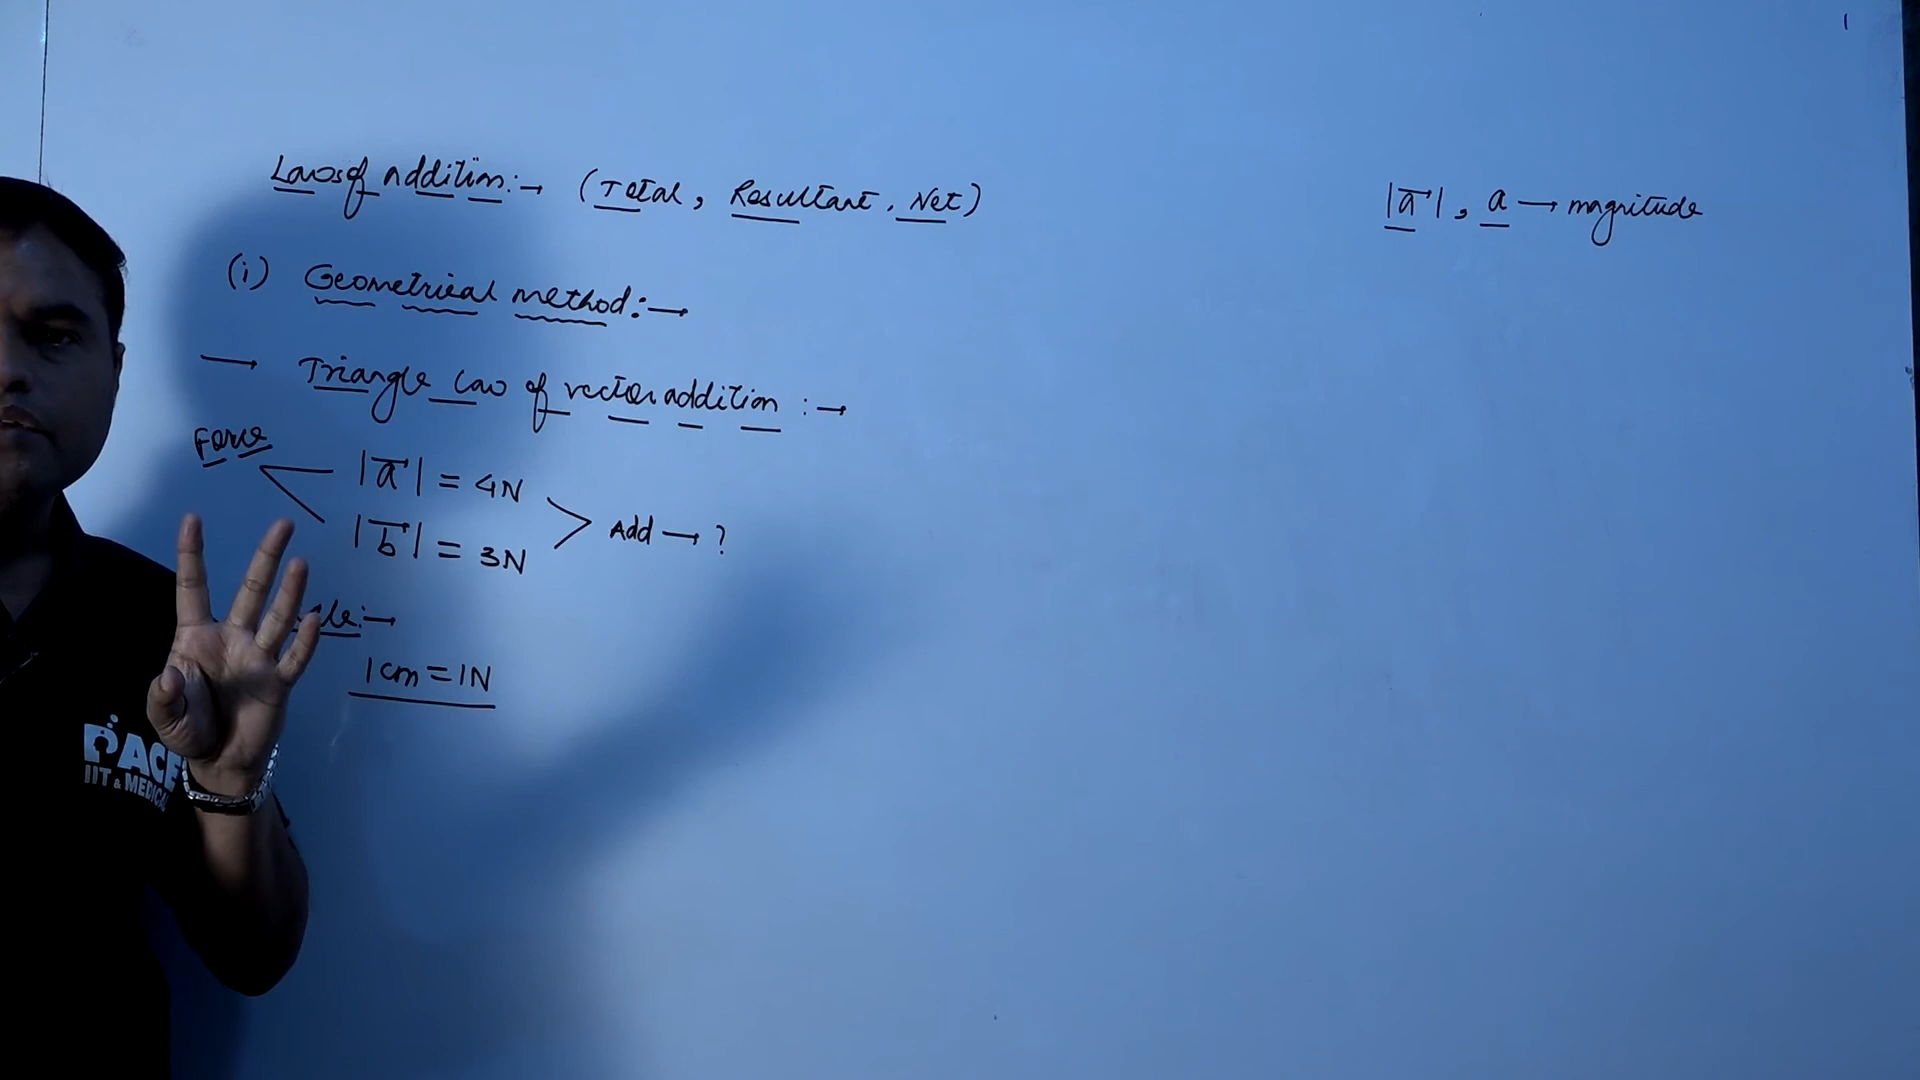 Laws of addition:→ (Total, Resultant, Net)
|a⃗|, a → magnitude
(i) Geometrical method:→
→ Triangle Law of vector addition :→
Force
|a⃗| = 4N
|b⃗| = 3N
Add → ?
1cm = 1N
PACE
IIT & MEDICAL